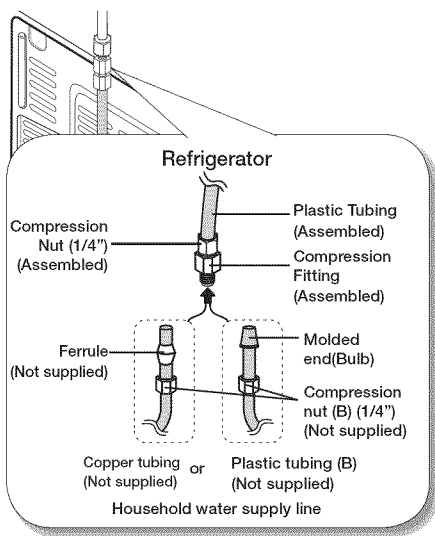 Refrigerator
Compression
Nut (1/4")
(Assembled)
Plastic Tubing
(Assembled)
Compression
Fitting
(Assembled)
Ferrule
(Not supplied)
Molded
end(Bulb)
Compression
nut (B) (1/4")
(Not supplied)
Copper tubing
(Not supplied)
or
Plastic tubing (B)
(Not supplied)
Household water supply line